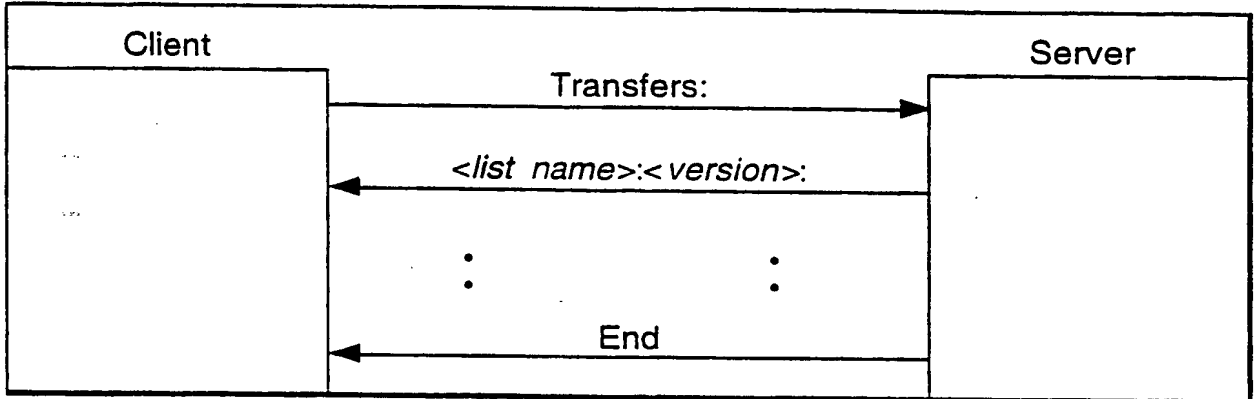 Client
Server
Transfers:
<list name>:<version>:
: :
End